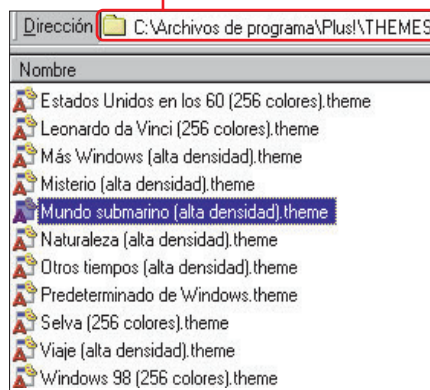 Dirección C:\Archivos de programa\Plus!\THEMES
Nombre
Estados Unidos en los 60 (256 colores).theme
Leonardo da Vinci (256 colores).theme
Más Windows (alta densidad).theme
Misterio (alta densidad).theme
Mundo submarino (alta densidad).theme
Naturaleza (alta densidad).theme
Otros tiempos (alta densidad).theme
Predeterminado de Windows.theme
Selva (256 colores).theme
Viaje (alta densidad).theme
Windows 98 (256 colores).theme